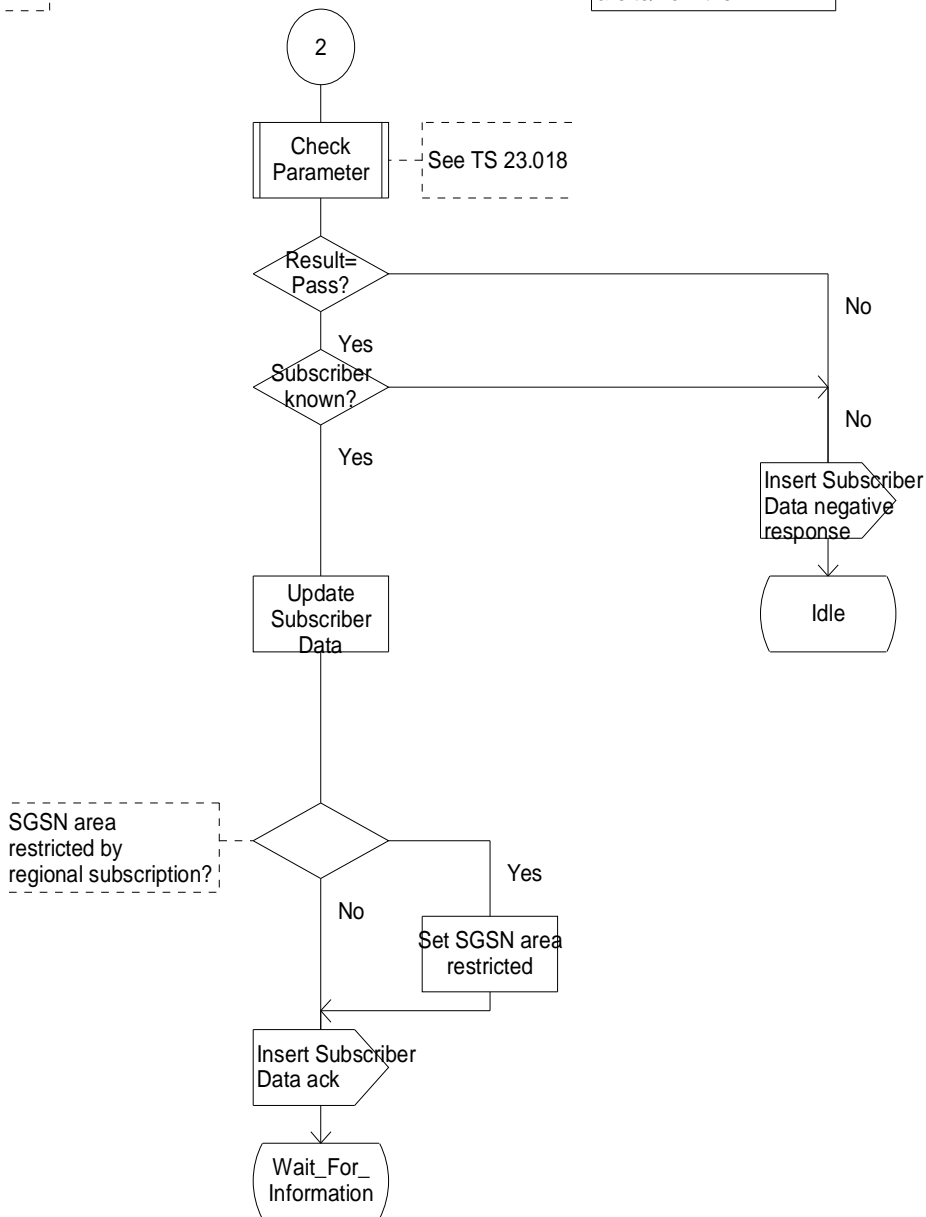 2
Check
Parameter
See TS 23.018
Result=
Pass?
No
Yes
Subscriber
known?
No
Yes
Insert Subscriber
Data negative
response
Update
Subscriber
Data
Idle
SGSN area
restricted by
regional subscription?
Yes
No
Set SGSN area
restricted
Insert Subscriber
Data ack
Wait_For_
Information